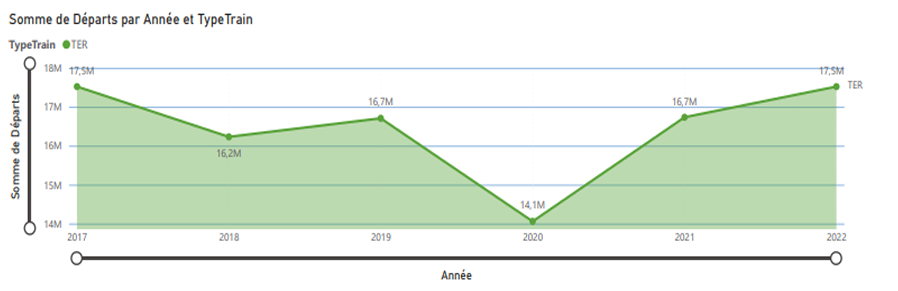 Somme de Départs par Année et TypeTrain
TypeTrain TER
18M
17,5M
17,5M
TER
17M
16,7M
16,7M
16M
16,2M
15M
14,1M
14M
Somme de Départs
2017 2018 2019 2020 2021 2022
Année